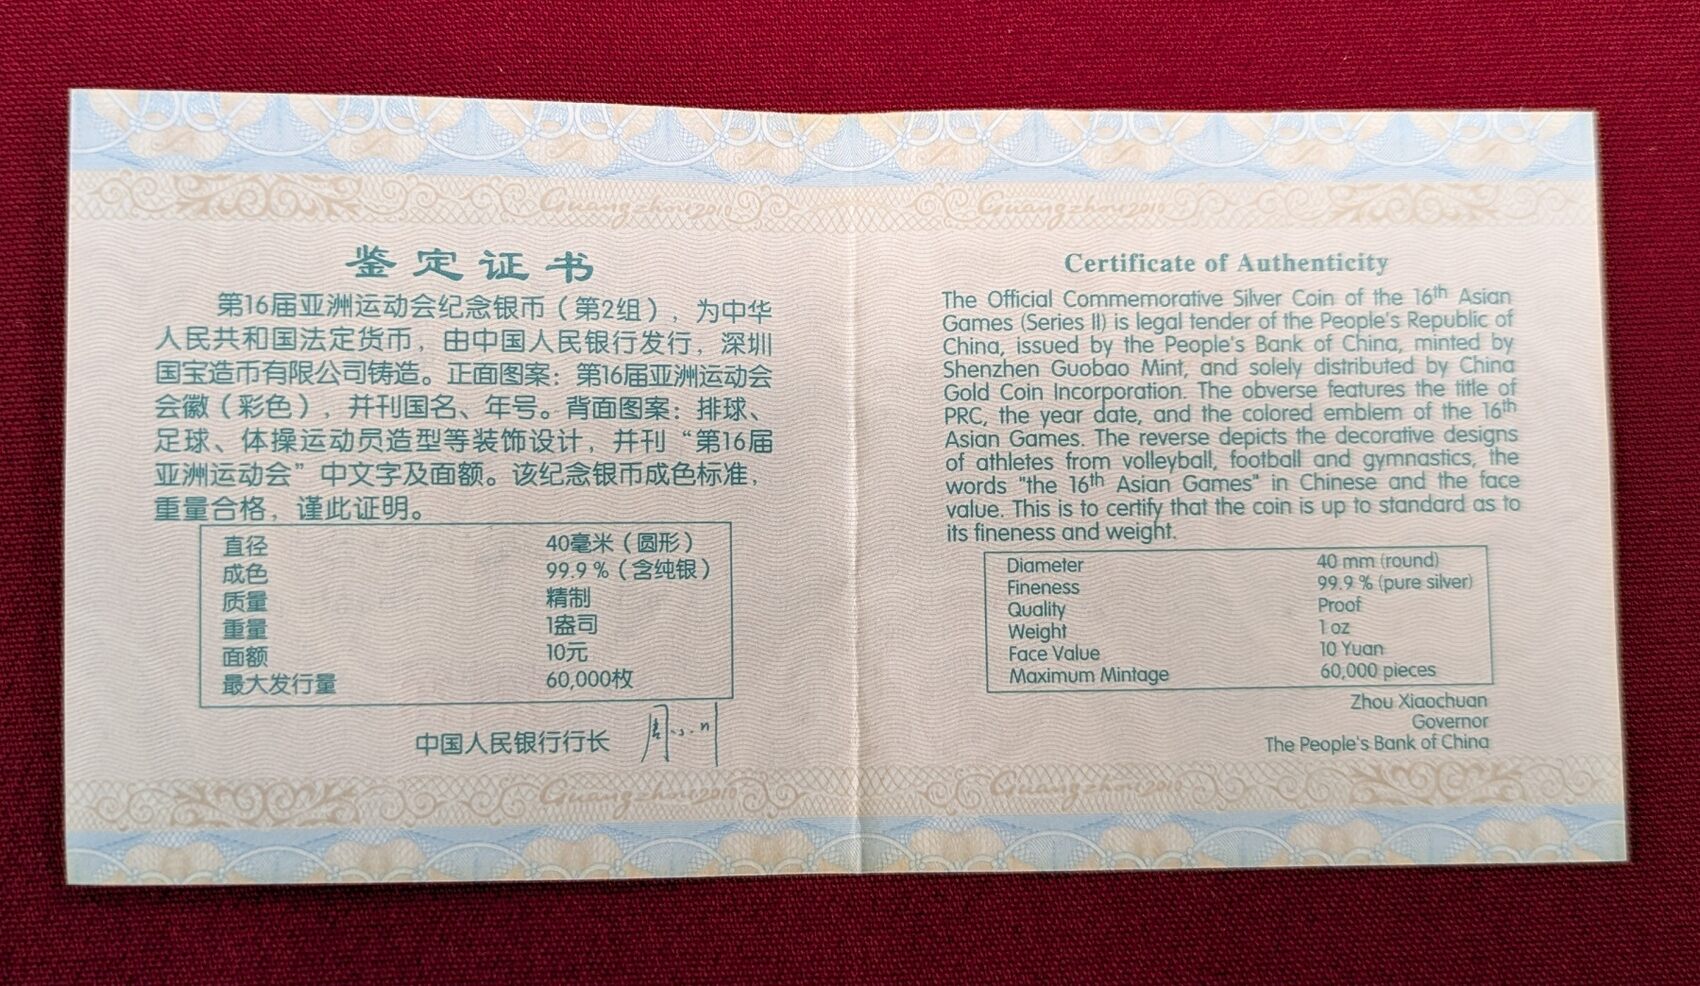 Guangzhou2010
鉴定证书
第16届亚洲运动会纪念银币（第2组），为中华
人民共和国法定货币，由中国人民银行发行，深圳
国宝造币有限公司铸造。正面图案：第16届亚洲运动会
会徽（彩色），并刊国名、年号。背面图案：排球、
足球、体操运动员造型等装饰设计，并刊“第16届
亚洲运动会”中文字及面额。该纪念银币成色标准，
重量合格，谨此证明。
直径 40毫米（圆形）
成色 99.9％（含纯银）
质量 精制
重量 1盎司
面额 10元
最大发行量 60,000枚
中国人民银行行长
Guangzhou2010
Guangzhou2010
Certificate of Authenticity
The Official Commemorative Silver Coin of the 16th Asian
Games (Series II) is legal tender of the People's Republic of
China, issued by the People's Bank of China, minted by
Shenzhen Guobao Mint, and solely distributed by China
Gold Coin Incorporation. The obverse features the title of
PRC, the year date, and the colored emblem of the 16th
Asian Games. The reverse depicts the decorative designs
of athletes from volleyball, football and gymnastics, the
words "the 16th Asian Games" in Chinese and the face
value. This is to certify that the coin is up to standard as to
its fineness and weight.
Diameter 40 mm (round)
Fineness 99.9 % (pure silver)
Quality Proof
Weight 1 oz
Face Value 10 Yuan
Maximum Mintage 60,000 pieces
Zhou Xiaochuan
Governor
The People's Bank of China
Guangzhou2010